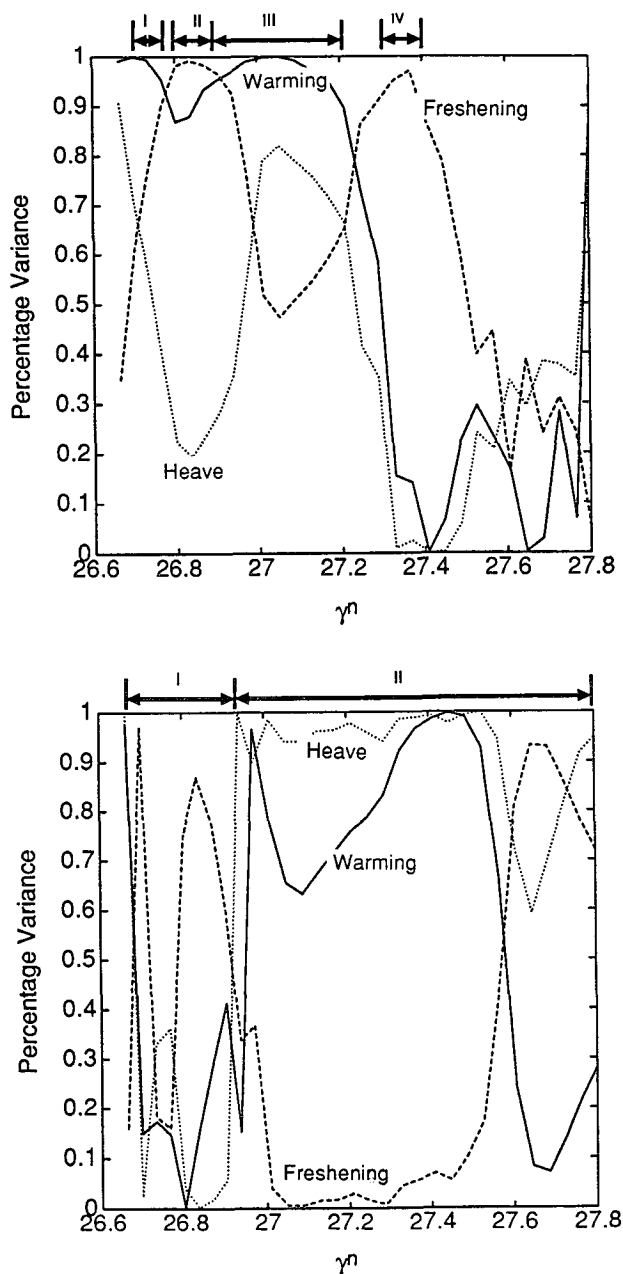 I II III IV
1
0.9
0.8
0.7
0.6
0.5
0.4
0.3
0.2
0.1
0
Percentage Variance
Warming
Freshening
Heave
26.6 26.8 27 27.2 27.4 27.6 27.8
γⁿ
I II
1
0.9
0.8
0.7
0.6
0.5
0.4
0.3
0.2
0.1
0
Percentage Variance
Heave
Warming
Freshening
26.6 26.8 27 27.2 27.4 27.6 27.8
γⁿ